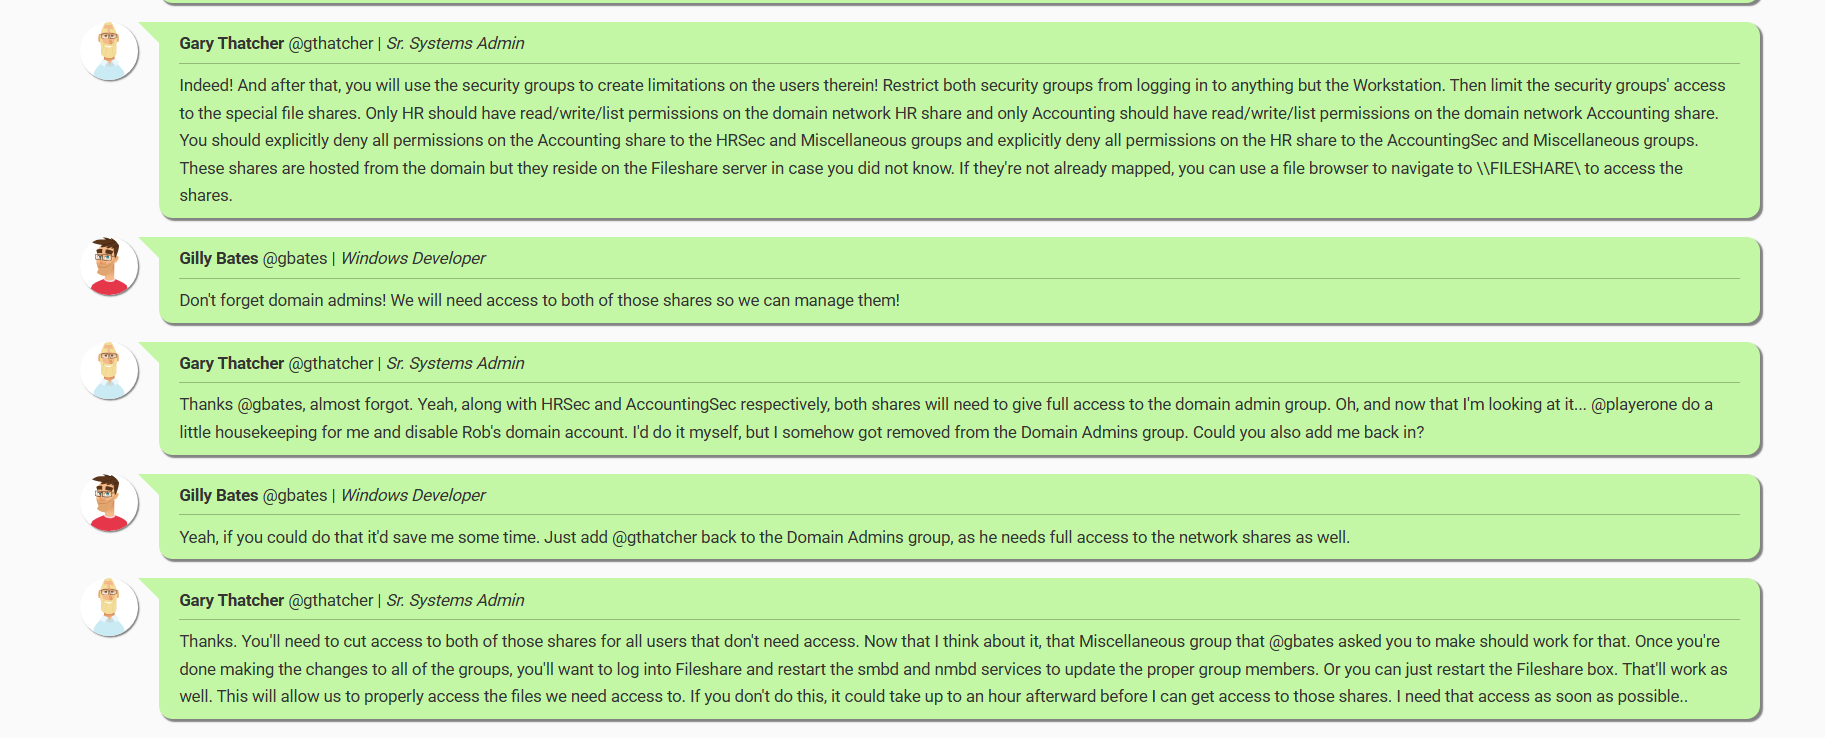 Gary Thatcher @gthatcher | Sr. Systems Admin
Indeed! And after that, you will use the security groups to create limitations on the users therein! Restrict both security groups from logging in to anything but the Workstation. Then limit the security groups' access
to the special file shares. Only HR should have read/write/list permissions on the domain network HR share and only Accounting should have read/write/list permissions on the domain network Accounting share.
You should explicitly deny all permissions on the Accounting share to the HRSec and Miscellaneous groups and explicitly deny all permissions on the HR share to the AccountingSec and Miscellaneous groups.
These shares are hosted from the domain but they reside on the Fileshare server in case you did not know. If they're not already mapped, you can use a file browser to navigate to \\FILESHARE\ to access the
shares.
Gilly Bates @gbates | Windows Developer
Don't forget domain admins! We will need access to both of those shares so we can manage them!
Gary Thatcher @gthatcher | Sr. Systems Admin
Thanks @gbates, almost forgot. Yeah, along with HRSec and AccountingSec respectively, both shares will need to give full access to the domain admin group. Oh, and now that I'm looking at it... @playerone do a
little housekeeping for me and disable Rob's domain account. I'd do it myself, but I somehow got removed from the Domain Admins group. Could you also add me back in?
Gilly Bates @gbates | Windows Developer
Yeah, if you could do that it'd save me some time. Just add @gthatcher back to the Domain Admins group, as he needs full access to the network shares as well.
Gary Thatcher @gthatcher | Sr. Systems Admin
Thanks. You'll need to cut access to both of those shares for all users that don't need access. Now that I think about it, that Miscellaneous group that @gbates asked you to make should work for that. Once you're
done making the changes to all of the groups, you'll want to log into Fileshare and restart the smbd and nmbd services to update the proper group members. Or you can just restart the Fileshare box. That'll work as
well. This will allow us to properly access the files we need access to. If you don't do this, it could take up to an hour afterward before I can get access to those shares. I need that access as soon as possible..